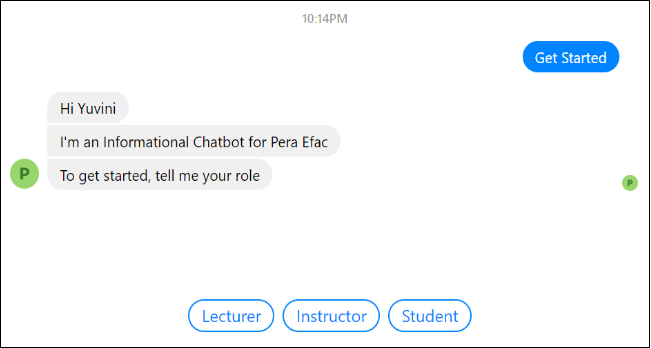 10:14PM
Get Started
Hi Yuvini
I'm an Informational Chatbot for Pera Efac
P To get started, tell me your role
P
Lecturer Instructor Student